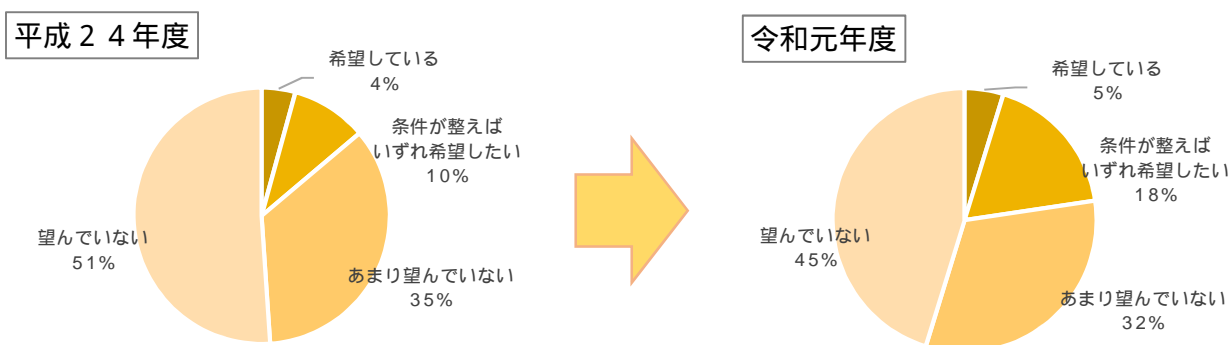 平成２４年度
希望している
4%
条件が整えば
いずれ希望したい
10%
あまり望んでいない
35%
望んでいない
51%
令和元年度
希望している
5%
条件が整えば
いずれ希望したい
18%
あまり望んでいない
32%
望んでいない
45%